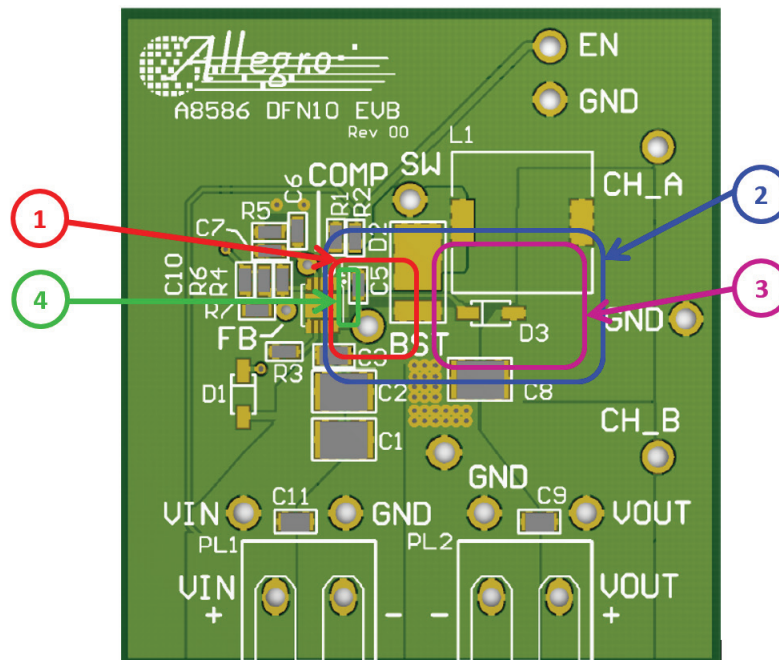 Allegro
A8586 DFN10 EVB
Rev 00
EN
GND
L1
CH_A
COMP
SW
C6
R5
R1
R2
D2
C7
C10
R6
R4
R7
C5
FB
BST
D3
GND
R3
C3
D1
C2
C8
C1
CH_B
GND
C11
VIN
GND
C9
VOUT
PL1
PL2
VIN
VOUT
+
-
-
+
1
2
3
4